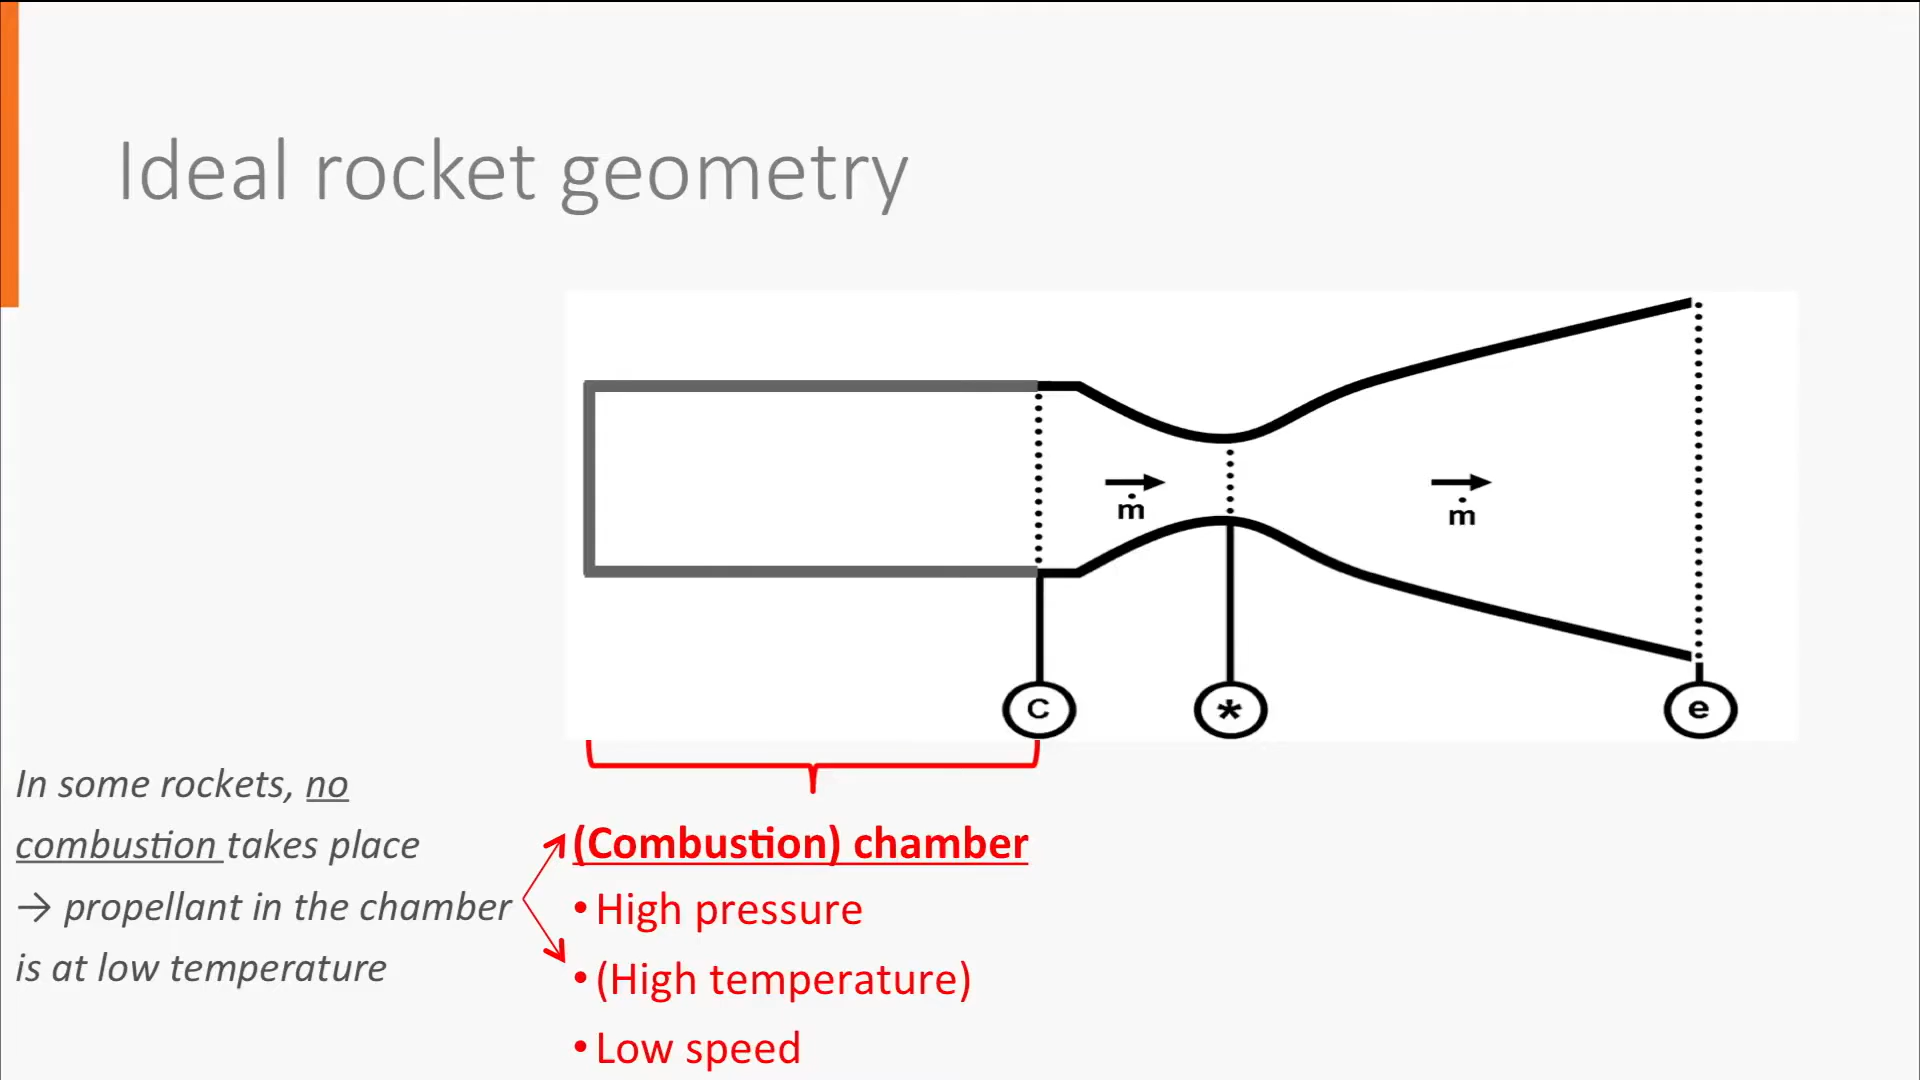 Ideal rocket geometry
ṁ
ṁ
C
*
e
In some rockets, no
combustion takes place
→ propellant in the chamber
is at low temperature
(Combustion) chamber
• High pressure
• (High temperature)
• Low speed